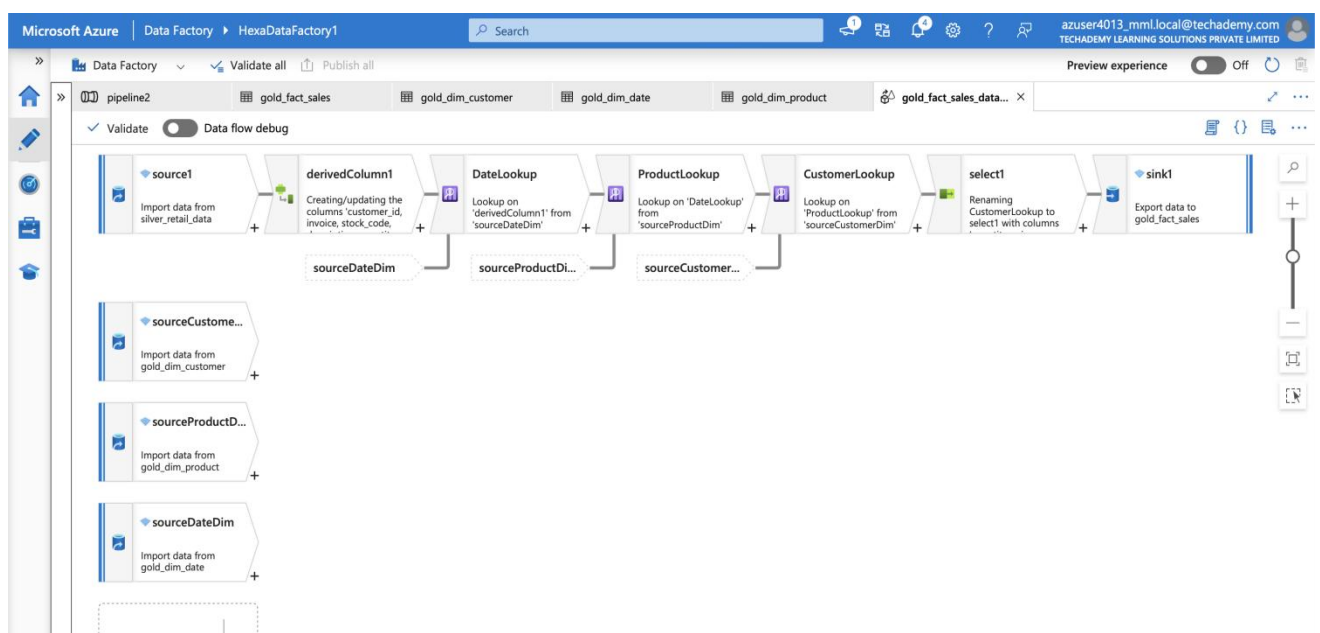 Microsoft Azure Data Factory HexaDataFactory1 Search 1 4 azuser4013_mml.local@techademy.com
TECHADEMY LEARNING SOLUTIONS PRIVATE LIMITED
Data Factory Validate all Publish all Preview experience Off
pipeline2 gold_fact_sales gold_dim_customer gold_dim_date gold_dim_product gold_fact_sales_data...
Validate Data flow debug
source1
Import data from
silver_retail_data
derivedColumn1
Creating/updating the
columns 'customer_id,
invoice, stock_code,
DateLookup
Lookup on
'derivedColumn1' from
'sourceDateDim'
ProductLookup
Lookup on 'DateLookup'
from
'sourceProductDim'
CustomerLookup
Lookup on
'ProductLookup' from
'sourceCustomerDim'
select1
Renaming
CustomerLookup to
select1 with columns
sink1
Export data to
gold_fact_sales
sourceDateDim
sourceProductDi...
sourceCustomer...
sourceCustome...
Import data from
gold_dim_customer
sourceProductD...
Import data from
gold_dim_product
sourceDateDim
Import data from
gold_dim_date